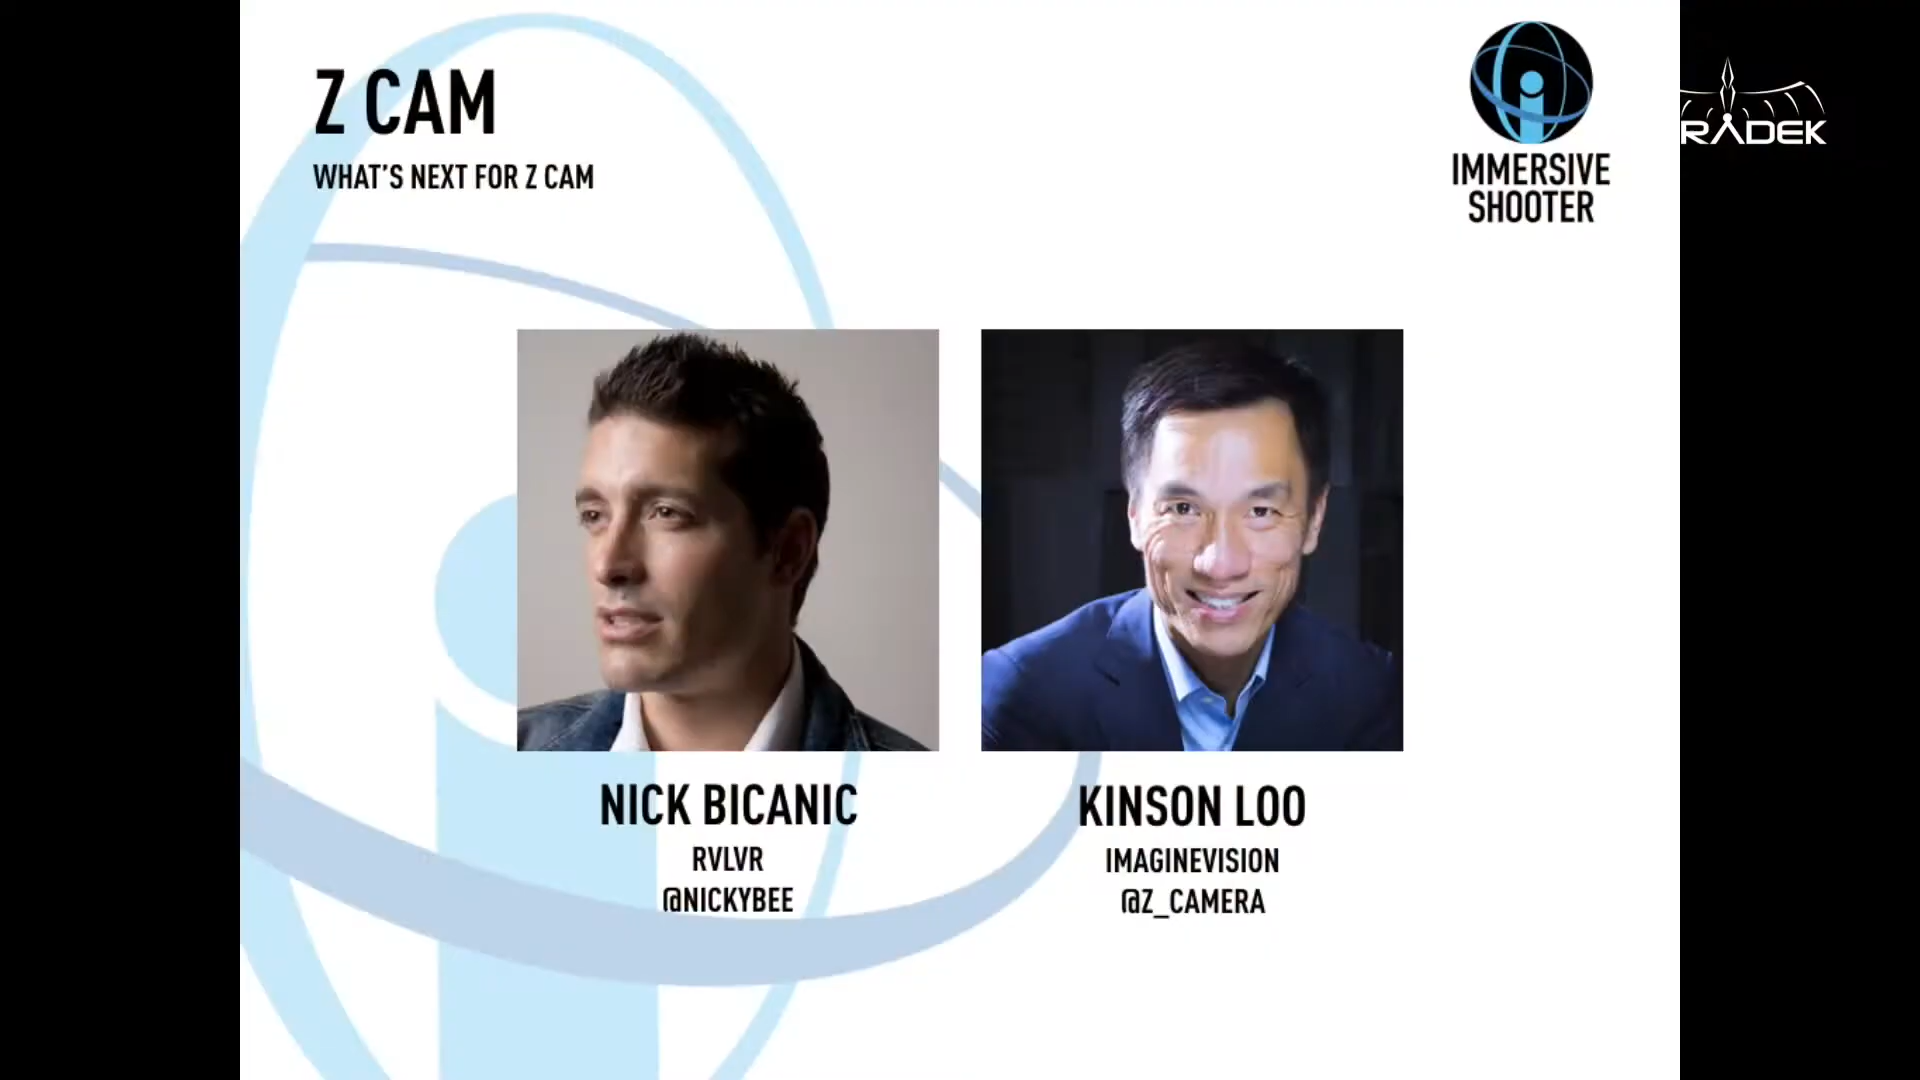 Z CAM
WHAT'S NEXT FOR Z CAM
IMMERSIVE
SHOOTER
RADEK
NICK BICANIC
RVLVR
@NICKYBEE
KINSON LOO
IMAGINEVISION
@Z_CAMERA